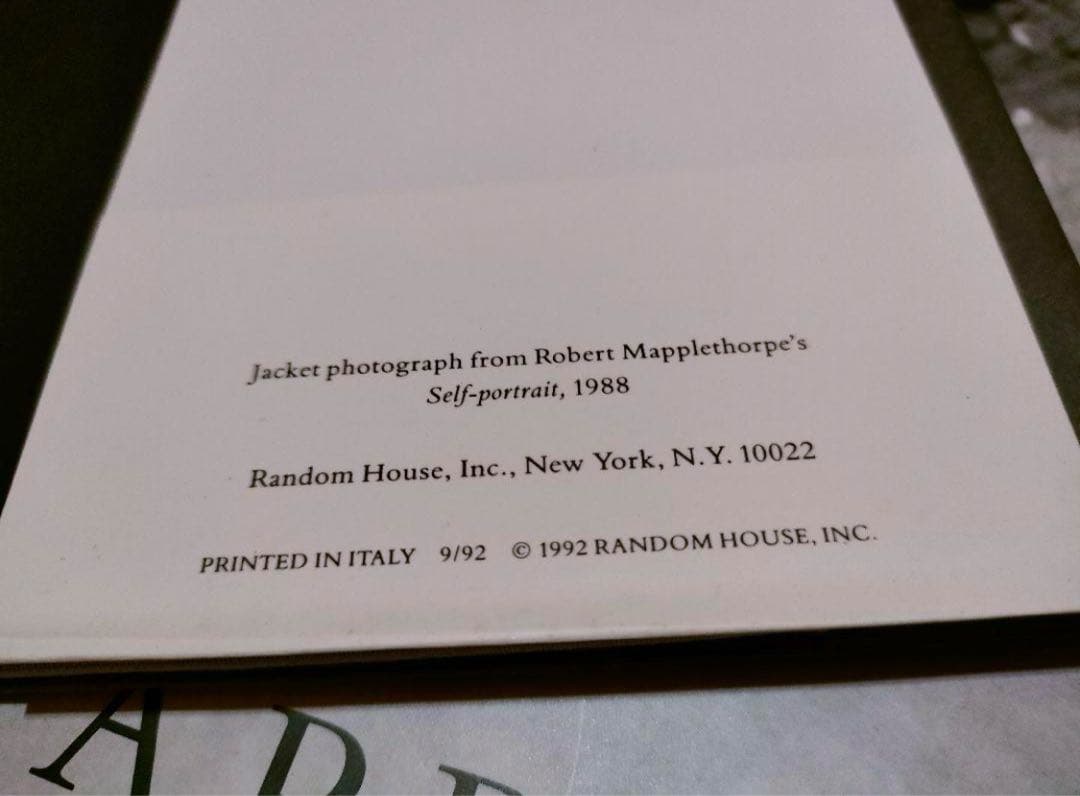 Jacket photograph from Robert Mapplethorpe's
Self-portrait, 1988
Random House, Inc., New York, N.Y. 10022
PRINTED IN ITALY 9/92 © 1992 RANDOM HOUSE, INC.